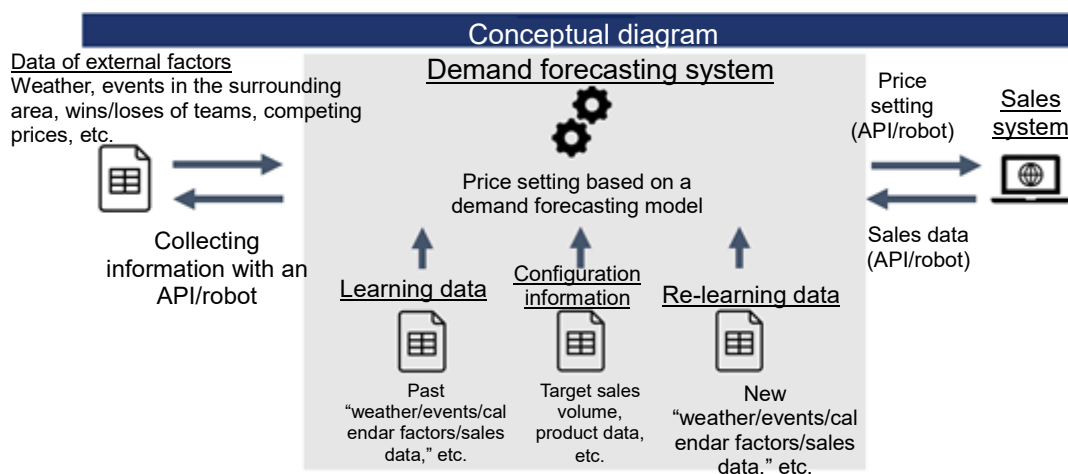 Conceptual diagram
Data of external factors
Weather, events in the surrounding
area, wins/loses of teams, competing
prices, etc.
Collecting
information with an
API/robot
Demand forecasting system
Price setting based on a
demand forecasting model
Learning data
Past
“weather/events/cal
endar factors/sales
data,” etc.
Configuration
information
Target sales
volume,
product data,
etc.
Re-learning data
New
“weather/events/cal
endar factors/sales
data,” etc.
Price
setting
(API/robot)
Sales
system
Sales data
(API/robot)